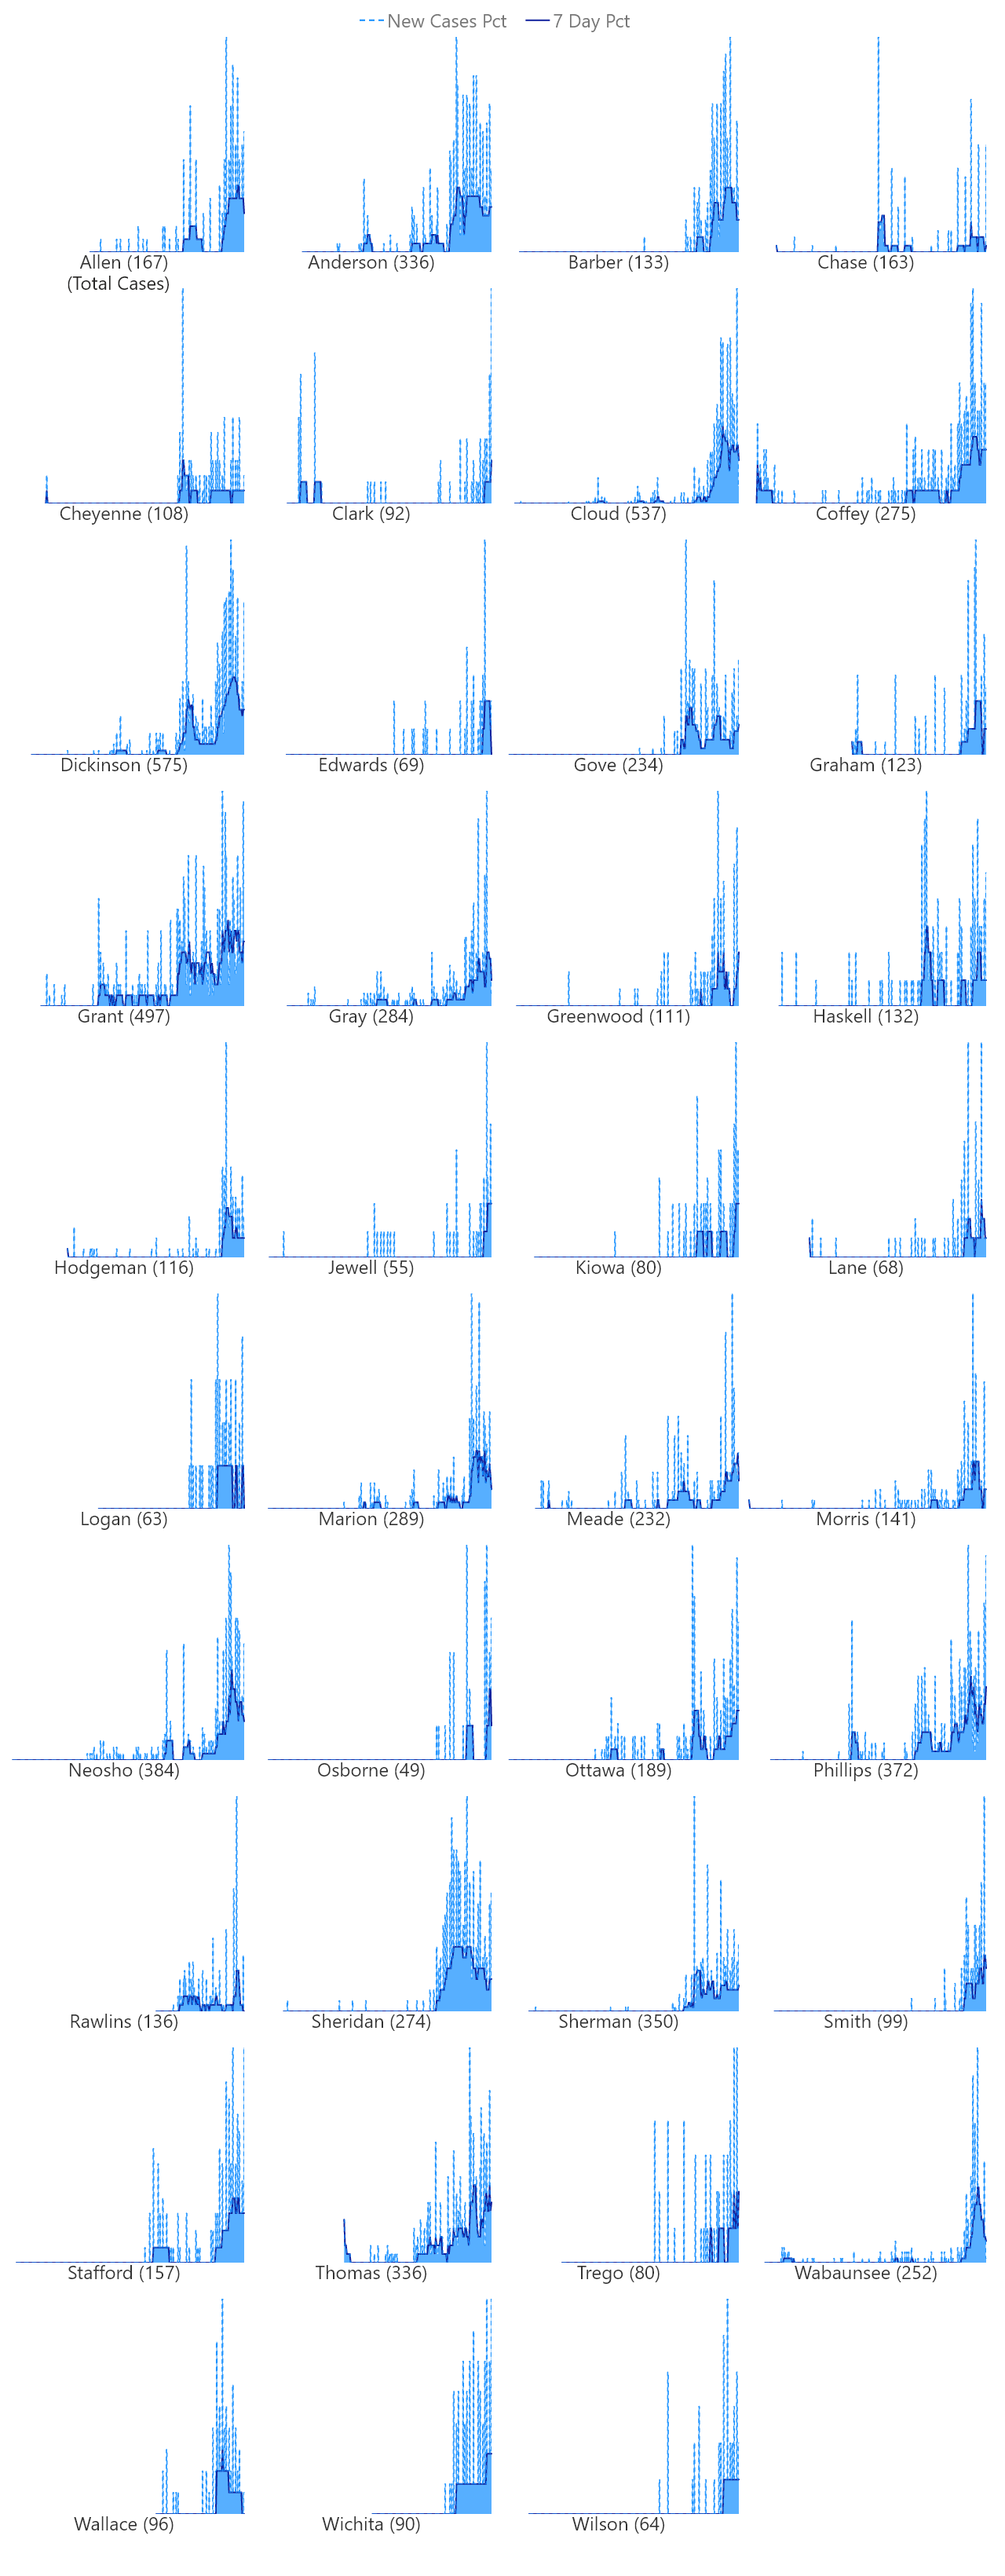 New Cases Pct 7 Day Pct
Allen (167) Anderson (336) Barber (133) Chase (163)
(Total Cases)
Cheyenne (108) Clark (92) Cloud (537) Coffey (275)
Dickinson (575) Edwards (69) Gove (234) Graham (123)
Grant (497) Gray (284) Greenwood (111) Haskell (132)
Hodgeman (116) Jewell (55) Kiowa (80) Lane (68)
Logan (63) Marion (289) Meade (232) Morris (141)
Neosho (384) Osborne (49) Ottawa (189) Phillips (372)
Rawlins (136) Sheridan (274) Sherman (350) Smith (99)
Stafford (157) Thomas (336) Trego (80) Wabaunsee (252)
Wallace (96) Wichita (90) Wilson (64)